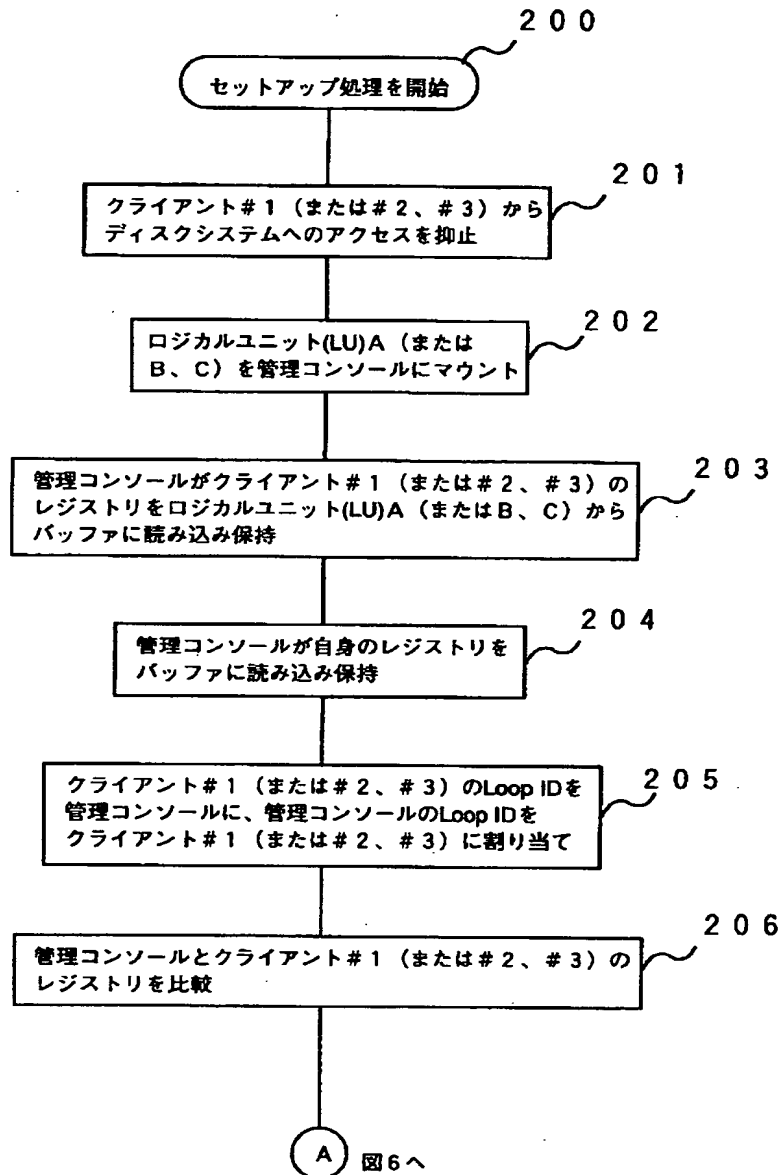 ２００
セットアップ処理を開始
２０１
クライアント＃１（または＃２、＃３）から
ディスクシステムへのアクセスを抑止
２０２
ロジカルユニット(LU)A（または
B、C）を管理コンソールにマウント
２０３
管理コンソールがクライアント＃１（または＃２、＃３）の
レジストリをロジカルユニット(LU)A（またはB、C）から
バッファに読み込み保持
２０４
管理コンソールが自身のレジストリを
バッファに読み込み保持
２０５
クライアント＃１（または＃２、＃３）のLoop IDを
管理コンソールに、管理コンソールのLoop IDを
クライアント＃１（または＃２、＃３）に割り当て
２０６
管理コンソールとクライアント＃１（または＃２、＃３）の
レジストリを比較
A 図6へ